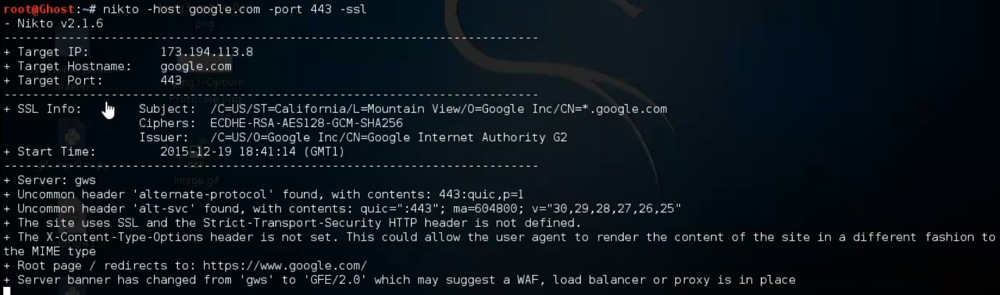 root@Ghost:~# nikto -host google.com -port 443 -ssl
- Nikto v2.1.6
---------------------------------------------------------------------------
+ Target IP:          173.194.113.8
+ Target Hostname:    google.com
+ Target Port:        443
---------------------------------------------------------------------------
+ SSL Info:        Subject:  /C=US/ST=California/L=Mountain View/O=Google Inc/CN=*.google.com
                   Ciphers:  ECDHE-RSA-AES128-GCM-SHA256
                   Issuer:   /C=US/O=Google Inc/CN=Google Internet Authority G2
+ Start Time:         2015-12-19 18:41:14 (GMT1)
---------------------------------------------------------------------------
+ Server: gws
+ Uncommon header 'alternate-protocol' found, with contents: 443:quic,p=1
+ Uncommon header 'alt-svc' found, with contents: quic=":443"; ma=604800; v="30,29,28,27,26,25"
+ The site uses SSL and the Strict-Transport-Security HTTP header is not defined.
+ The X-Content-Type-Options header is not set. This could allow the user agent to render the content of the site in a different fashion to
the MIME type
+ Root page / redirects to: https://www.google.com/
+ Server banner has changed from 'gws' to 'GFE/2.0' which may suggest a WAF, load balancer or proxy is in place
png
master
Protocole.png
image.gif